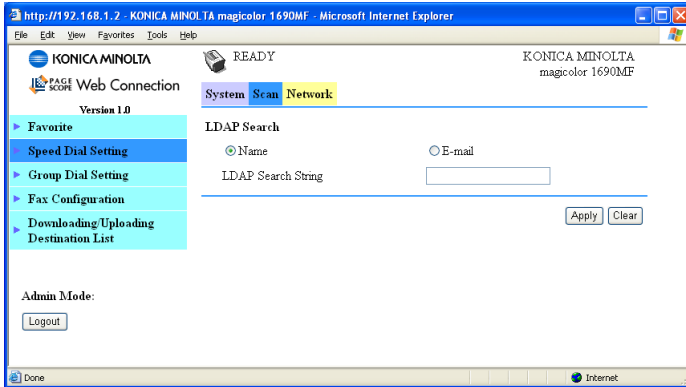 http://192.168.1.2 - KONICA MINOLTA magicolor 1690MF - Microsoft Internet Explorer
File Edit View Favorites Tools Help
KONICA MINOLTA
READY
KONICA MINOLTA
magicolor 1690MF
PAGE SCOPE Web Connection
Version 1.0
System Scan Network
Favorite
Speed Dial Setting
Group Dial Setting
Fax Configuration
Downloading/Uploading
Destination List
LDAP Search
Name E-mail
LDAP Search String
Apply Clear
Admin Mode:
Logout
Done Internet